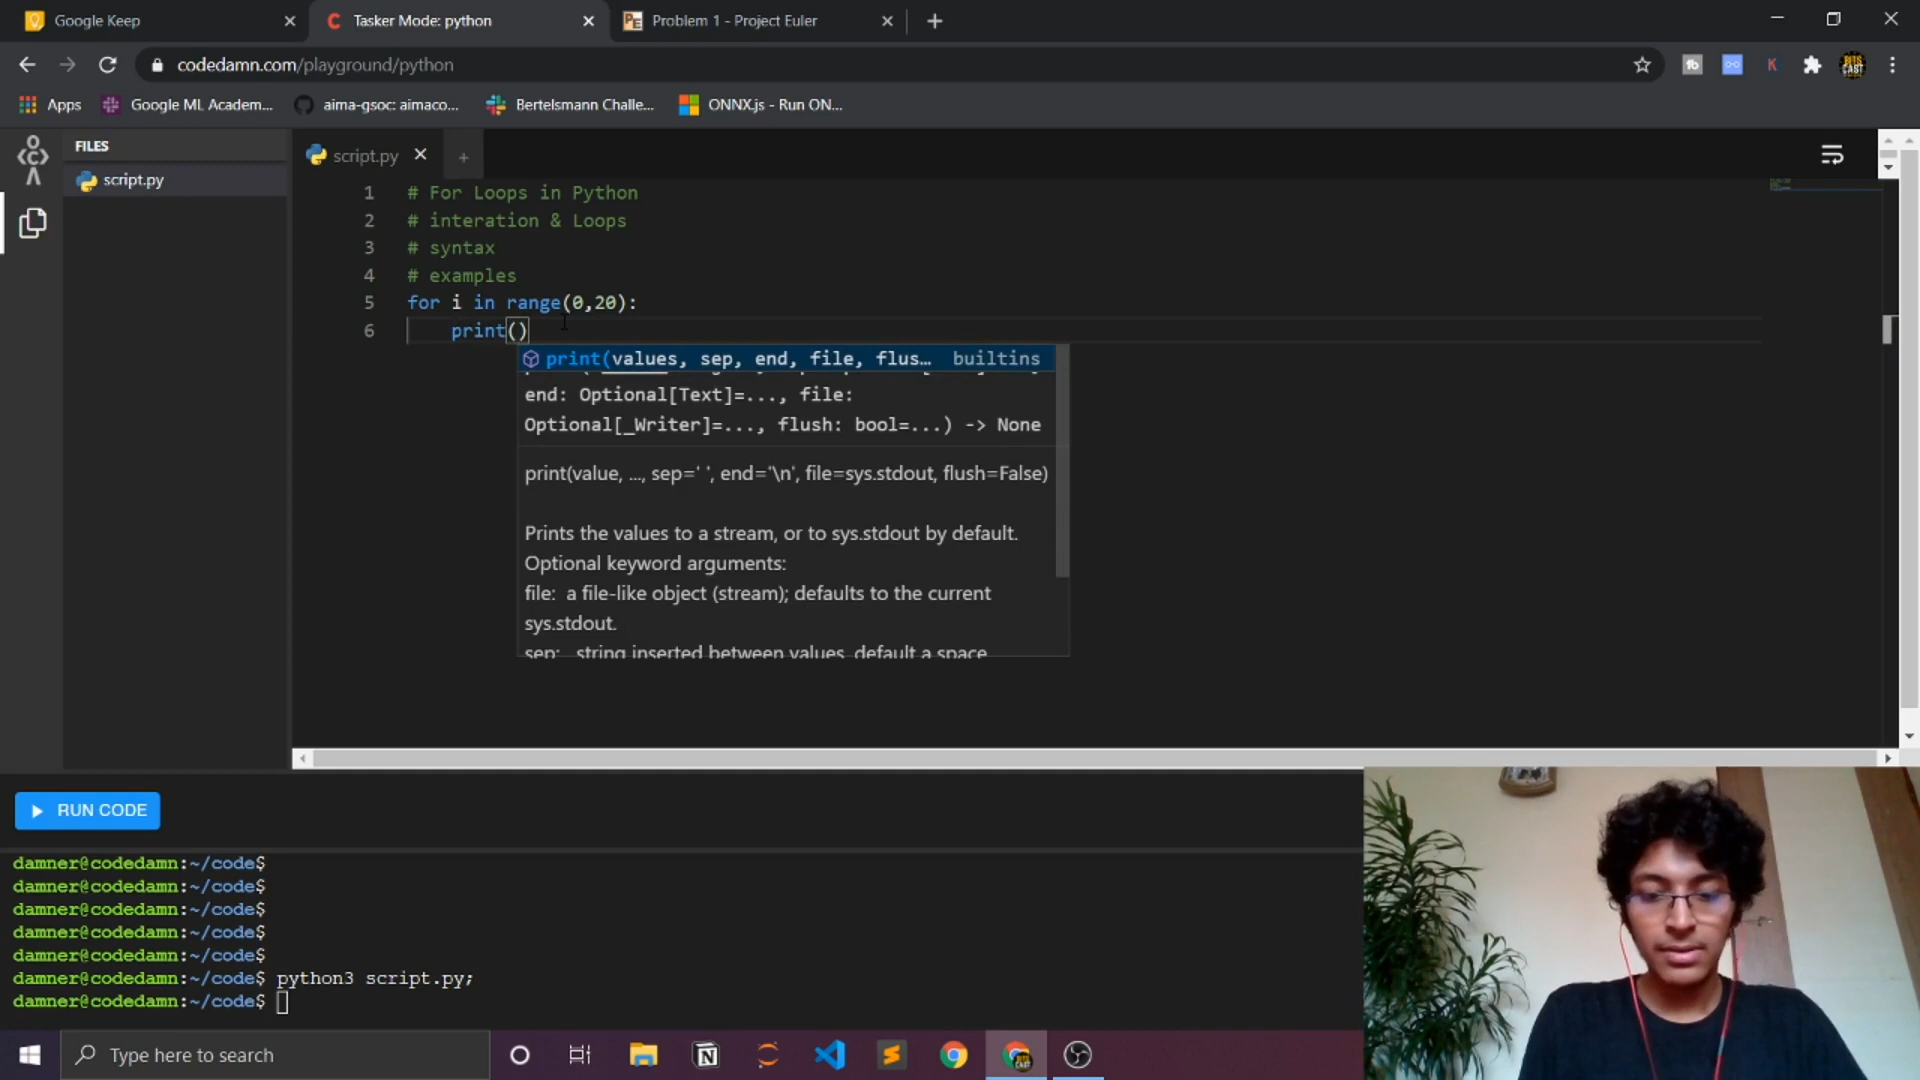 Google Keep
Tasker Mode: python
Problem 1 - Project Euler
codedamn.com/playground/python
Apps
Google ML Academ...
aima-gsoc: aimaco...
Bertelsmann Challe...
ONNX.js - Run ON...
FILES
script.py
script.py
1 # For Loops in Python
2 # interation & Loops
3 # syntax
4 # examples
5 for i in range(0,20):
6 print()
print(values, sep, end, file, flus... builtins
end: Optional[Text]=..., file:
Optional[_Writer]=..., flush: bool=...) -> None
print(value, ..., sep=' ', end='\n', file=sys.stdout, flush=False)
Prints the values to a stream, or to sys.stdout by default.
Optional keyword arguments:
file: a file-like object (stream); defaults to the current
sys.stdout.
sep: string inserted between values, default a space
RUN CODE
damner@codedamn:~/code$
damner@codedamn:~/code$
damner@codedamn:~/code$
damner@codedamn:~/code$
damner@codedamn:~/code$
damner@codedamn:~/code$ python3 script.py;
damner@codedamn:~/code$
Type here to search